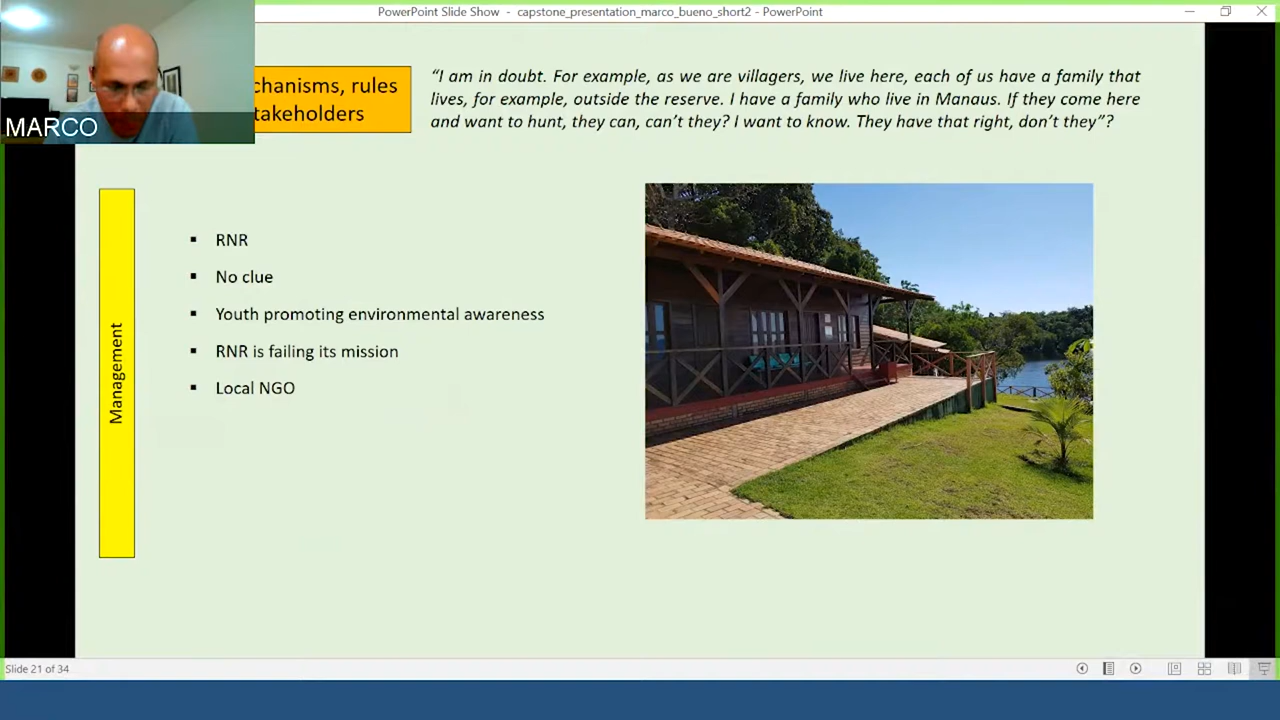 PowerPoint Slide Show - capstone_presentation_marco_bueno_short2 - PowerPoint
MARCO
chanisms, rules
takeholders
“I am in doubt. For example, as we are villagers, we live here, each of us have a family that
lives, for example, outside the reserve. I have a family who live in Manaus. If they come here
and want to hunt, they can, can’t they? I want to know. They have that right, don’t they”?
Management
▪ RNR
▪ No clue
▪ Youth promoting environmental awareness
▪ RNR is failing its mission
▪ Local NGO
Slide 21 of 34